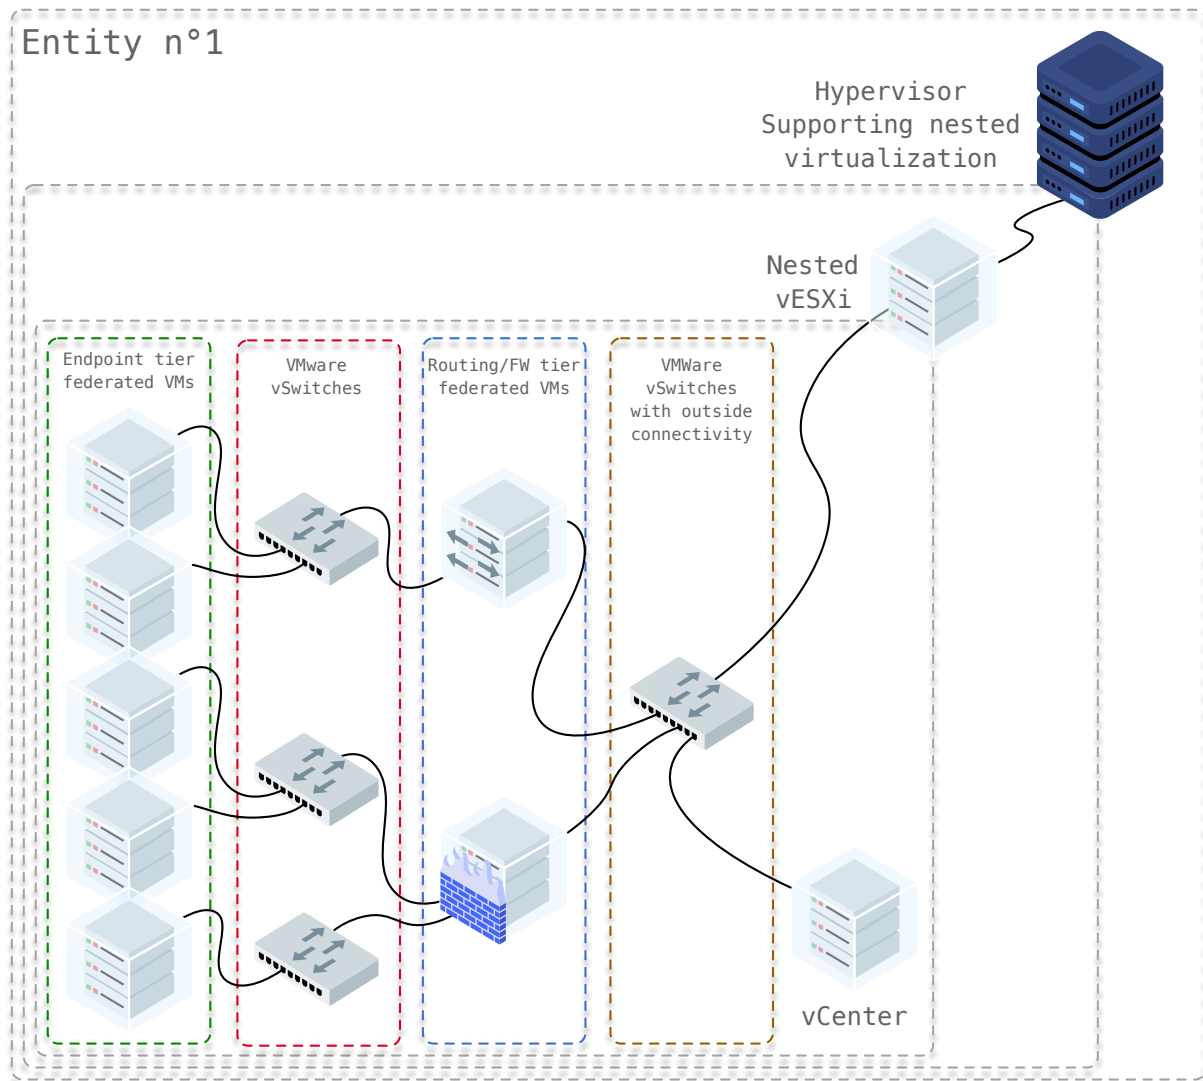 Entity n°1
Hypervisor
Supporting nested
virtualization
Nested
vESXi
Endpoint tier
federated VMs
VMware
vSwitches
Routing/FW tier
federated VMs
VMWare
vSwitches
with outside
connectivity
vCenter